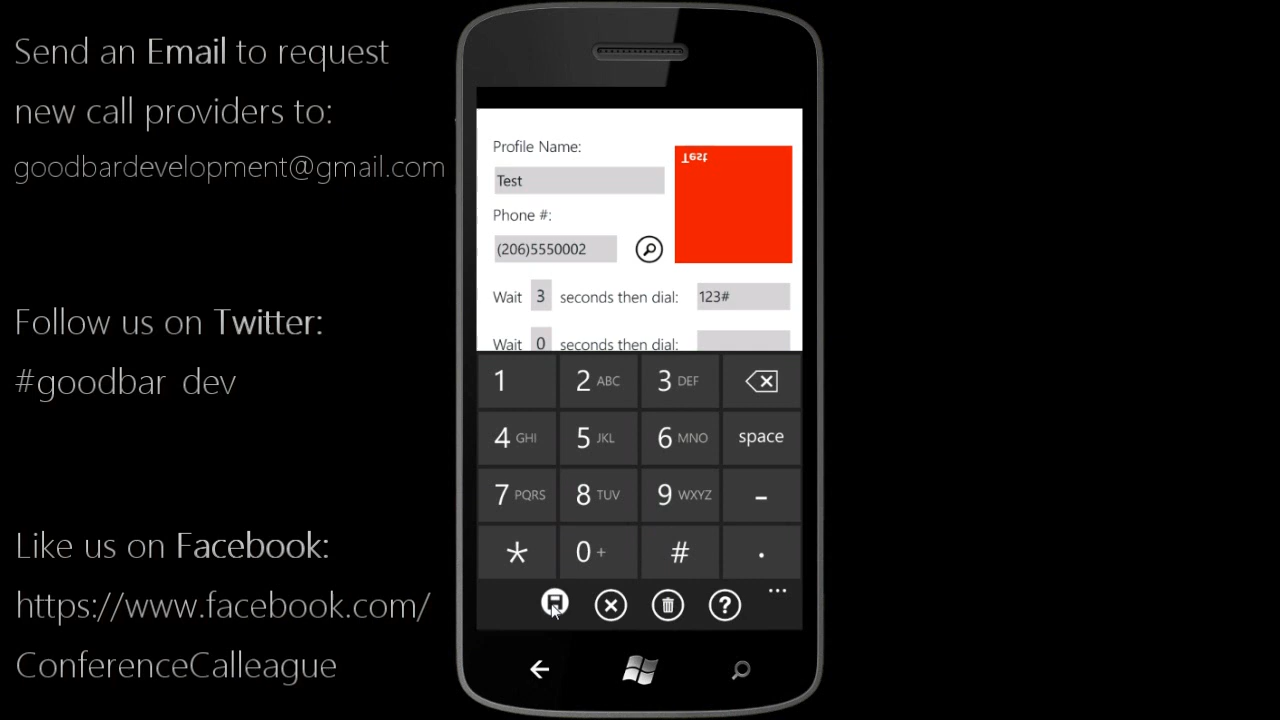 Send an Email to request
new call providers to:
goodbardevelopment@gmail.com
Follow us on Twitter:
#goodbar dev
Like us on Facebook:
https://www.facebook.com/
ConferenceCalleague
Profile Name:
Test
Test
Phone #:
(206)5550002
Wait 3 seconds then dial: 123#
Wait 0 seconds then dial:
1 2 ABC 3 DEF
4 GHI 5 JKL 6 MNO space
7 PQRS 8 TUV 9 WXYZ -
* 0 + # .
...